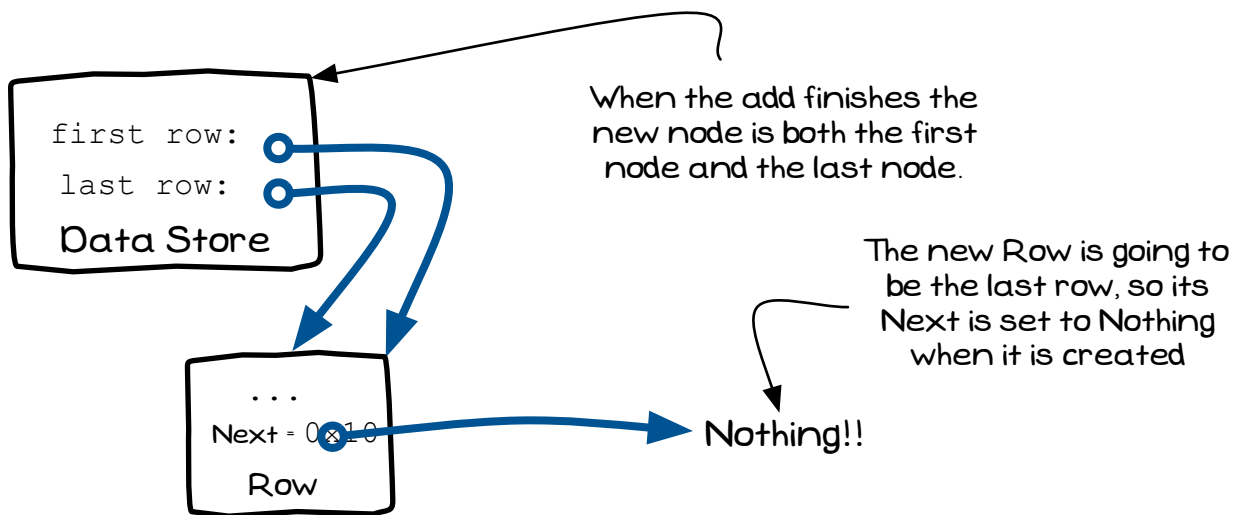 When the add finishes the
new node is both the first
node and the last node.
first row:
last row:
Data Store
The new Row is going to
be the last row, so its
Next is set to Nothing
when it is created
...
Next = 0x10
Row
Nothing!!